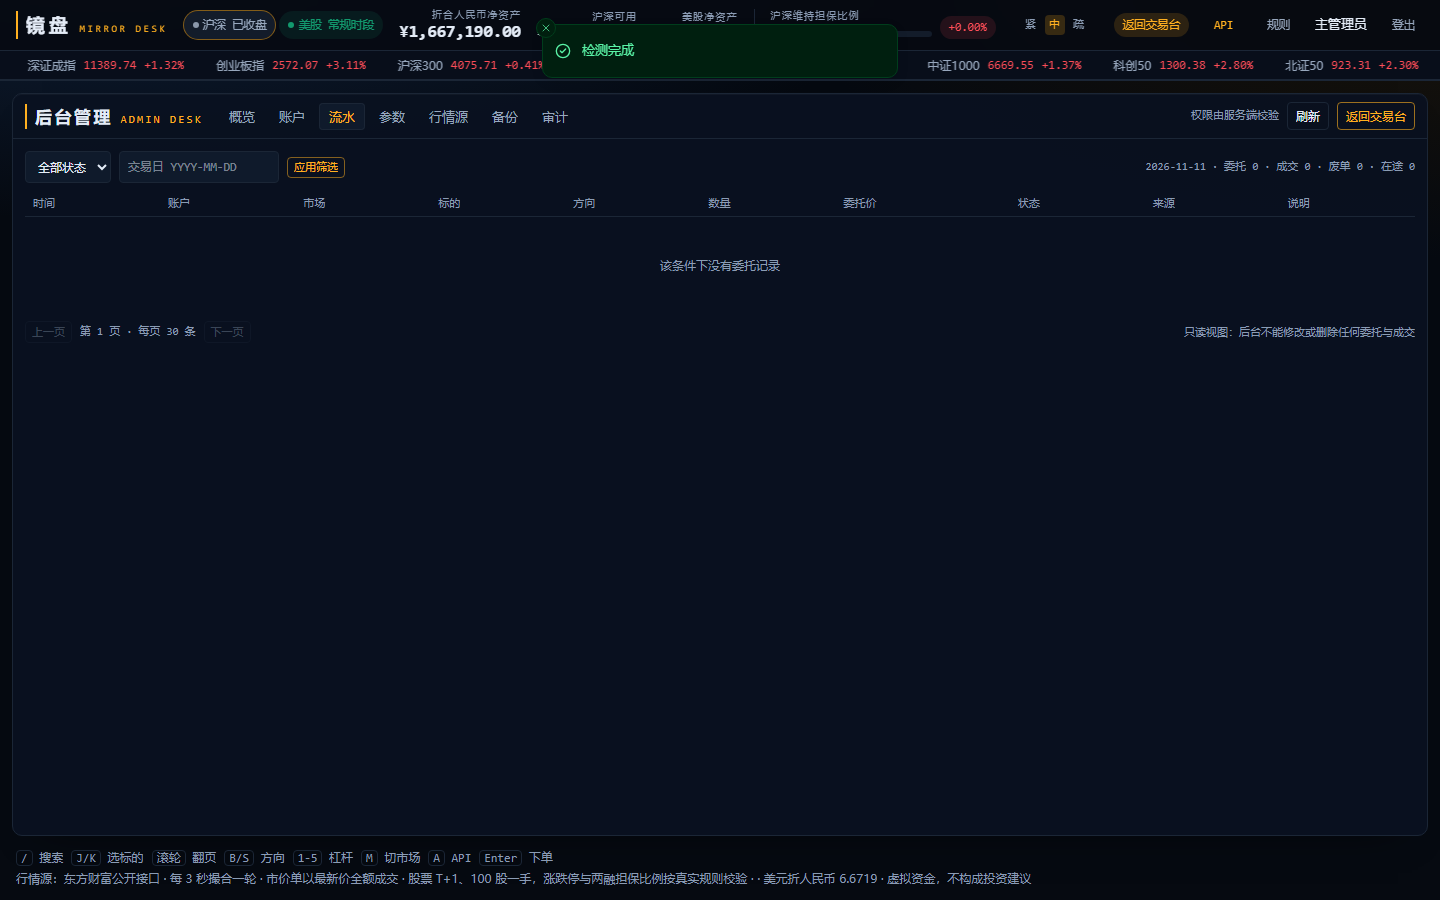 镜盘 MIRROR DESK 沪深 已收盘 美股 常规时段 折合人民币净资产 ¥1,667,190.00 沪深可用 美股净资产 沪深维持担保比例 +0.00% 紧 中 疏 返回交易台 API 规则 主管理员 登出
检测完成
深证成指 11389.74 +1.32% 创业板指 2572.07 +3.11% 沪深300 4075.71 +0.41% 中证1000 6669.55 +1.37% 科创50 1300.38 +2.80% 北证50 923.31 +2.30%
后台管理 ADMIN DESK 概览 账户 流水 参数 行情源 备份 审计 权限由服务端校验 刷新 返回交易台
全部状态 交易日 YYYY-MM-DD 应用筛选 2026-11-11 · 委托 0 · 成交 0 · 废单 0 · 在途 0
时间 账户 市场 标的 方向 数量 委托价 状态 来源 说明
该条件下没有委托记录
上一页 第 1 页 · 每页 30 条 下一页 只读视图：后台不能修改或删除任何委托与成交
/ 搜索 J/K 选标的 滚轮 翻页 B/S 方向 1-5 杠杆 M 切市场 A API Enter 下单
行情源：东方财富公开接口 · 每 3 秒撮合一轮 · 市价单以最新价全额成交 · 股票 T+1、100 股一手，涨跌停与两融担保比例按真实规则校验 · · 美元折人民币 6.6719 · 虚拟资金，不构成投资建议